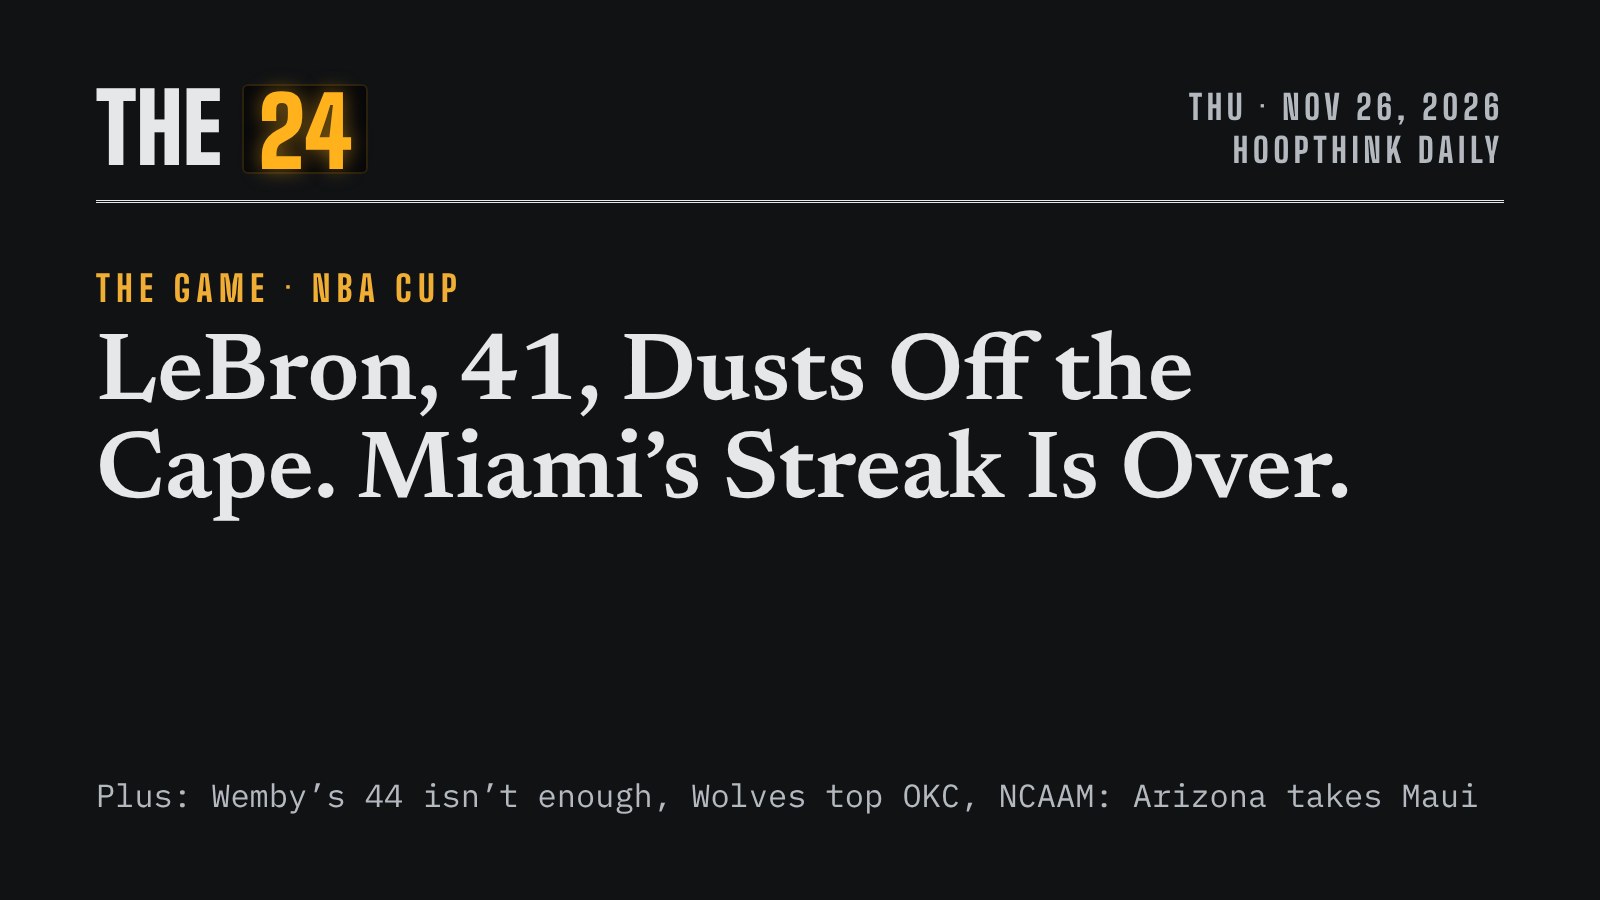 THE 24
THU · NOV 26, 2026
HOOPTHINK DAILY
THE GAME · NBA CUP
LeBron, 41, Dusts Off the
Cape. Miami’s Streak Is Over.
Plus: Wemby’s 44 isn’t enough, Wolves top OKC, NCAAM: Arizona takes Maui